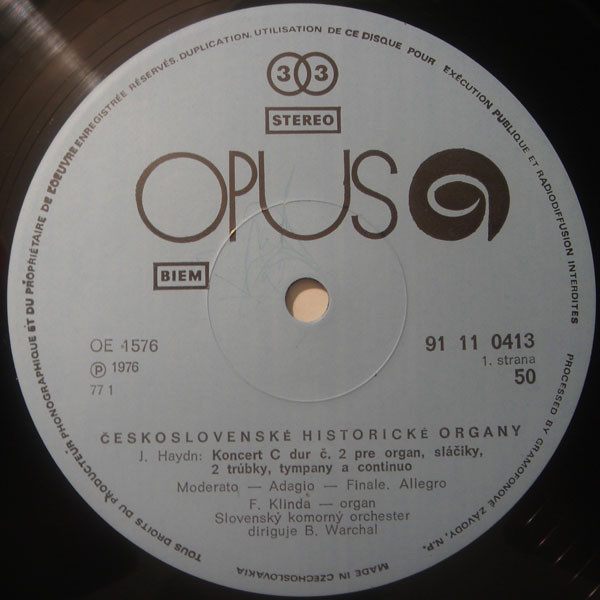 TOUS DROITS DU PRODUCTEUR PHONOGRAPHIQUE ET DU PROPRIÉTAIRE DE L'OEUVRE ENREGISTRÉE RÉSERVÉS. DUPLICATION, UTILISATION DE CE DISQUE POUR EXÉCUTION PUBLIQUE ET RADIODIFFUSION INTERDITES
PROCESSED BY GRAMOFONOVÉ ZÁVODY, N.P.
MADE IN CZECHOSLOVAKIA
33
STEREO
OPUS
BIEM
OE 1576
℗ 1976
77 1
91 11 0413
1. strana
50
ČESKOSLOVENSKÉ HISTORICKÉ ORGANY
J. Haydn: Koncert C dur č. 2 pre organ, sláčiky,
2 trúbky, tympany a continuo
Moderato — Adagio — Finale. Allegro
F. Klinda — organ
Slovenský komorný orchester
diriguje B. Warchal